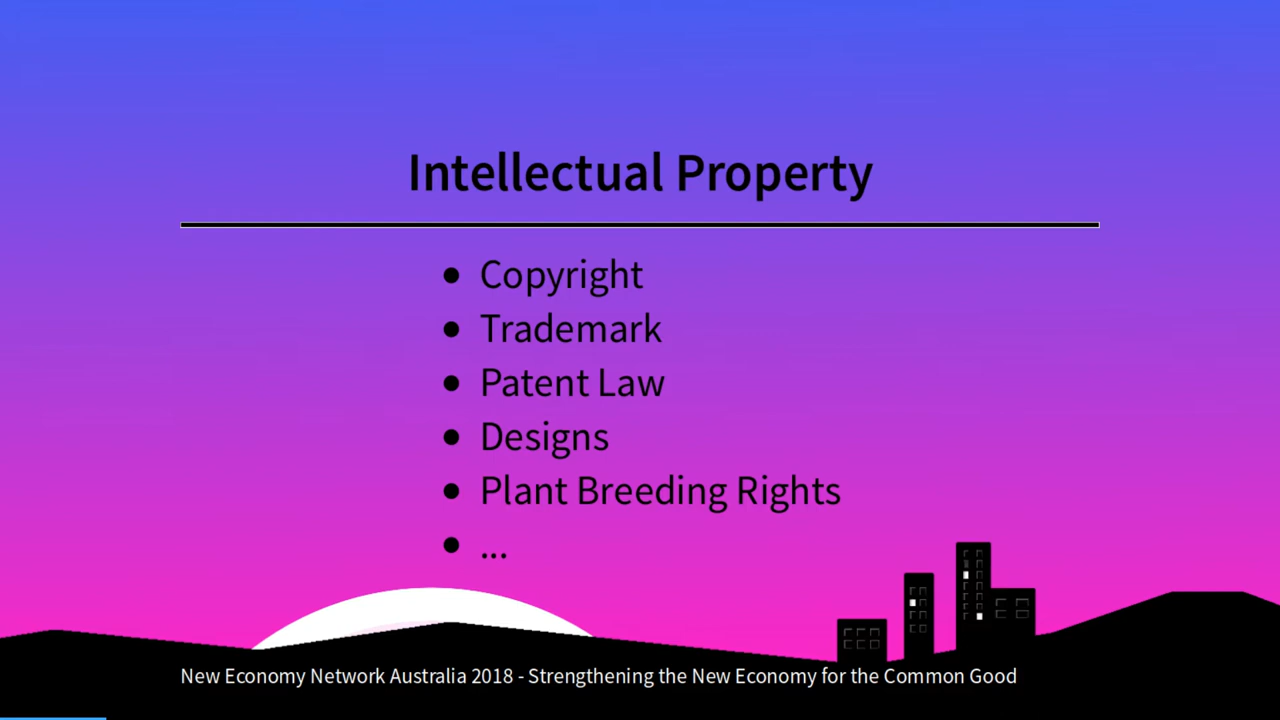 Intellectual Property
• Copyright
• Trademark
• Patent Law
• Designs
• Plant Breeding Rights
• ...
New Economy Network Australia 2018 - Strengthening the New Economy for the Common Good